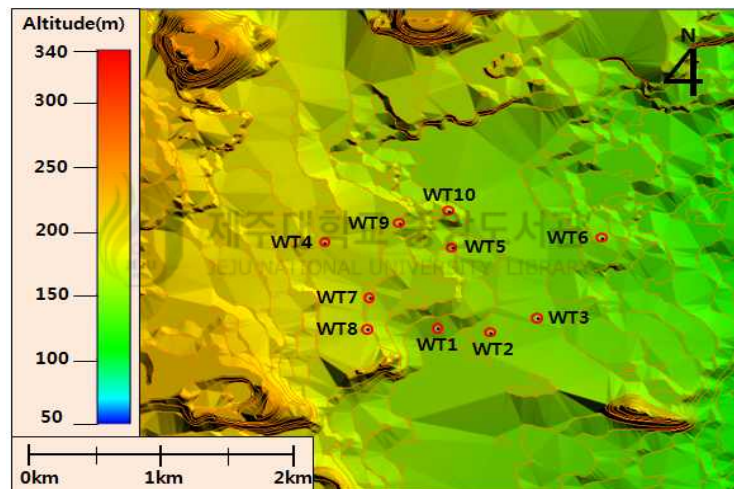 Altitude(m)
340
300
250
200
150
100
50
N
WT10
WT9
WT4
WT5
WT6
WT7
WT8
WT1
WT2
WT3
제주대학교 중앙도서관
JEJU NATIONAL UNIVERSITY LIBRARY
0km
1km
2km